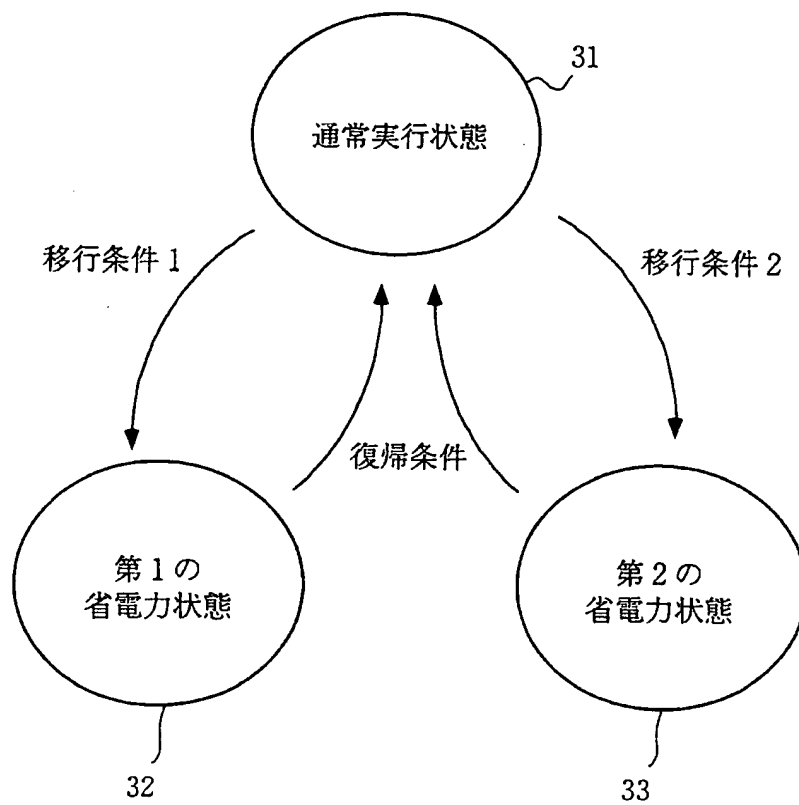 31
通常実行状態
移行条件1
移行条件2
復帰条件
第1の
省電力状態
第2の
省電力状態
32
33